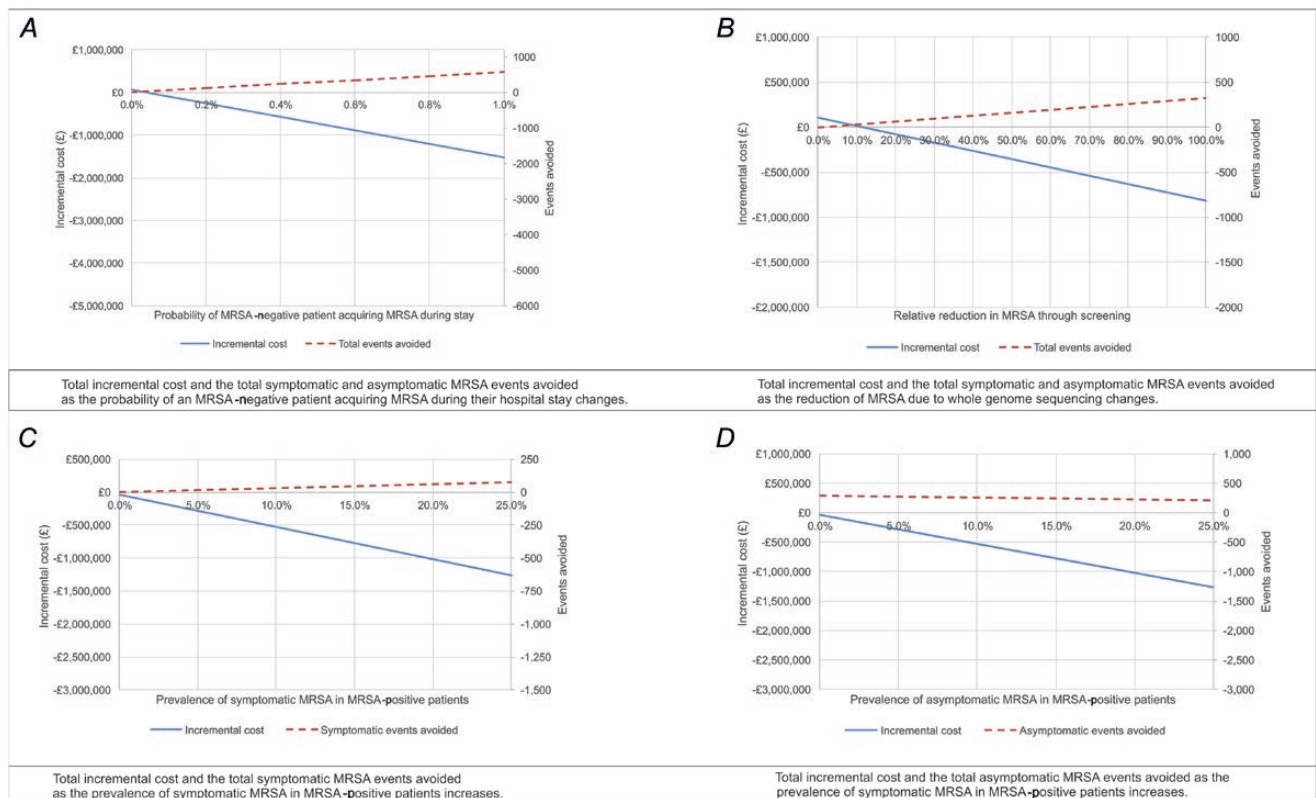 A
£1,000,000
£0
-£1,000,000
-£2,000,000
-£3,000,000
-£4,000,000
-£5,000,000
Incremental cost (£)
0.0%
0.2%
0.4%
0.6%
0.8%
1.0%
1000
0
-1000
-2000
-3000
-4000
-5000
-6000
Events avoided
Probability of MRSA-negative patient acquiring MRSA during stay
Incremental cost
Total events avoided
Total incremental cost and the total symptomatic and asymptomatic MRSA events avoided
as the probability of an MRSA-negative patient acquiring MRSA during their hospital stay changes.
B
£1,000,000
£500,000
£0
-£500,000
-£1,000,000
-£1,500,000
-£2,000,000
Incremental cost (£)
0.0%
10.0%
20.0%
30.0%
40.0%
50.0%
60.0%
70.0%
80.0%
90.0%
100.0%
1000
500
0
-500
-1000
-1500
-2000
Events avoided
Relative reduction in MRSA through screening
Incremental cost
Total events avoided
Total incremental cost and the total symptomatic and asymptomatic MRSA events avoided
as the reduction of MRSA due to whole genome sequencing changes.
C
£500,000
£0
-£500,000
-£1,000,000
-£1,500,000
-£2,000,000
-£2,500,000
-£3,000,000
Incremental cost (£)
0.0%
5.0%
10.0%
15.0%
20.0%
25.0%
250
0
-250
-500
-750
-1,000
-1,250
-1,500
Events avoided
Prevalence of symptomatic MRSA in MRSA-positive patients
Incremental cost
Symptomatic events avoided
Total incremental cost and the total symptomatic MRSA events avoided
as the prevalence of symptomatic MRSA in MRSA-positive patients increases.
D
£1,000,000
£500,000
£0
-£500,000
-£1,000,000
-£1,500,000
-£2,000,000
-£2,500,000
-£3,000,000
Incremental cost (£)
0.0%
5.0%
10.0%
15.0%
20.0%
25.0%
1,000
500
0
-500
-1,000
-1,500
-2,000
-2,500
-3,000
Events avoided
Prevalence of asymptomatic MRSA in MRSA-positive patients
Incremental cost
Asymptomatic events avoided
Total incremental cost and the total asymptomatic MRSA events avoided as the
prevalence of symptomatic MRSA in MRSA-positive patients increases.